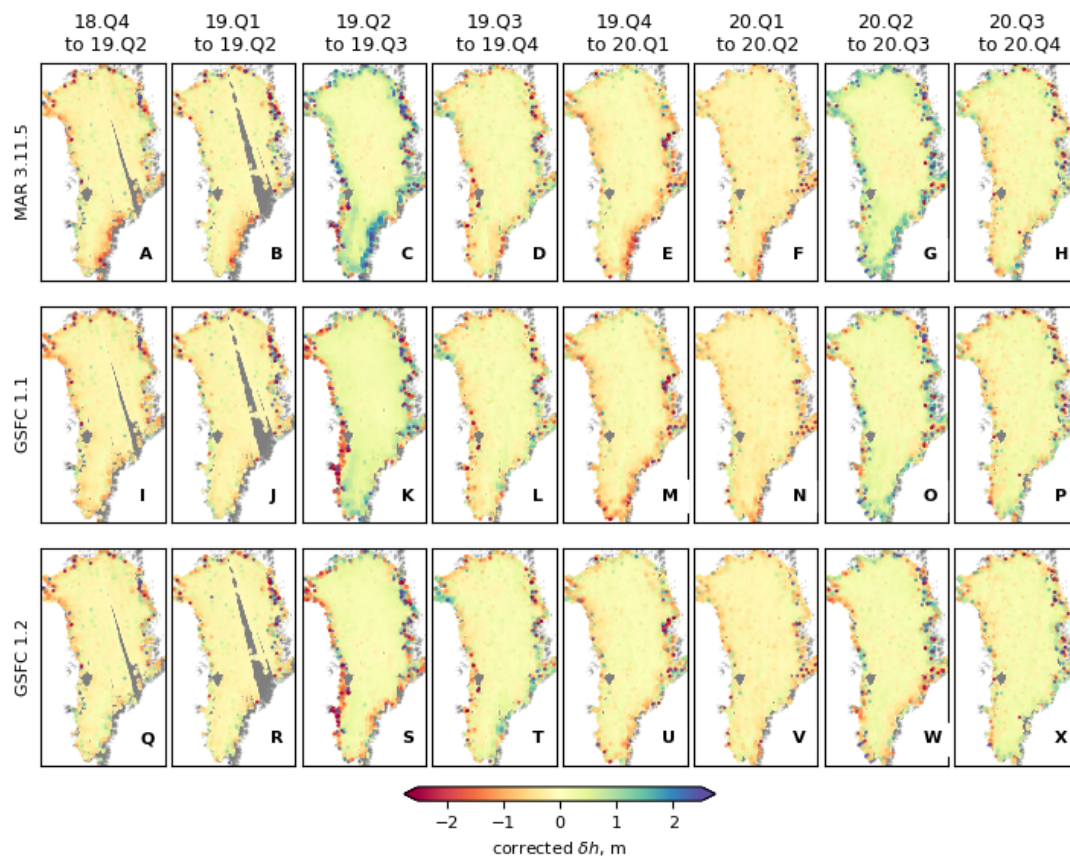 18.Q4 19.Q1 19.Q2 19.Q3 19.Q4 20.Q1 20.Q2 20.Q3
to 19.Q2 to 19.Q2 to 19.Q3 to 19.Q4 to 20.Q1 to 20.Q2 to 20.Q3 to 20.Q4
MAR 3.11.5
A B C D E F G H
GSFC 1.1
I J K L M N O P
GSFC 1.2
Q R S T U V W X
−2 −1 0 1 2
corrected δh, m